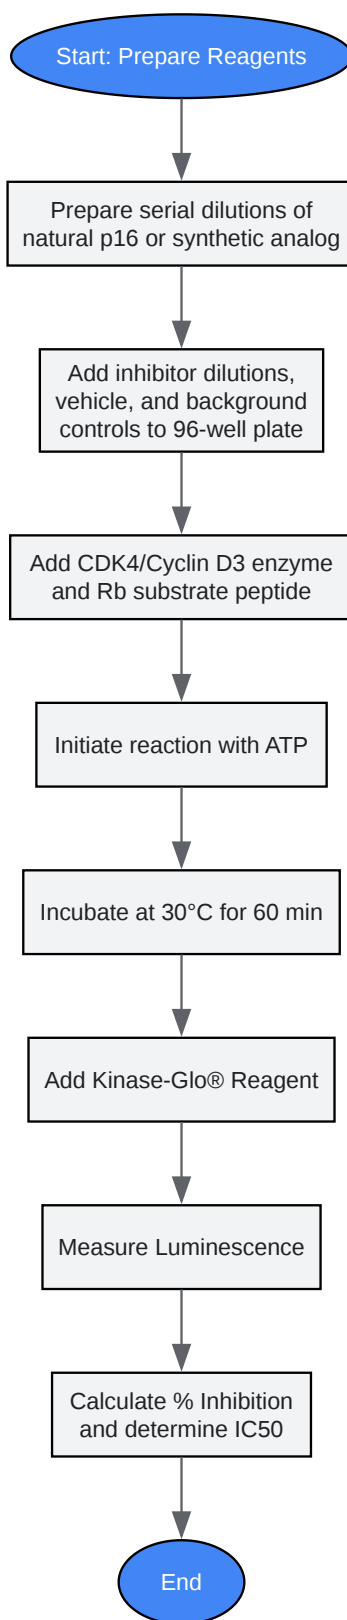 Start: Prepare Reagents
Prepare serial dilutions of
natural p16 or synthetic analog
Add inhibitor dilutions,
vehicle, and background
controls to 96-well plate
Add CDK4/Cyclin D3 enzyme
and Rb substrate peptide
Initiate reaction with ATP
Incubate at 30°C for 60 min
Add Kinase-Glo® Reagent
Measure Luminescence
Calculate % Inhibition
and determine IC50
End